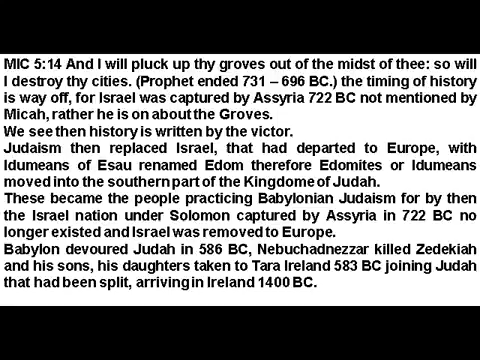 MIC 5:14 And I will pluck up thy groves out of the midst of thee: so will
I destroy thy cities. (Prophet ended 731 – 696 BC.) the timing of history
is way off, for Israel was captured by Assyria 722 BC not mentioned by
Micah, rather he is on about the Groves.
We see then history is written by the victor.
Judaism then replaced Israel, that had departed to Europe, with
Idumeans of Esau renamed Edom therefore Edomites or Idumeans
moved into the southern part of the Kingdome of Judah.
These became the people practicing Babylonian Judaism for by then
the Israel nation under Solomon captured by Assyria in 722 BC no
longer existed and Israel was removed to Europe.
Babylon devoured Judah in 586 BC, Nebuchadnezzar killed Zedekiah
and his sons, his daughters taken to Tara Ireland 583 BC joining Judah
that had been split, arriving in Ireland 1400 BC.